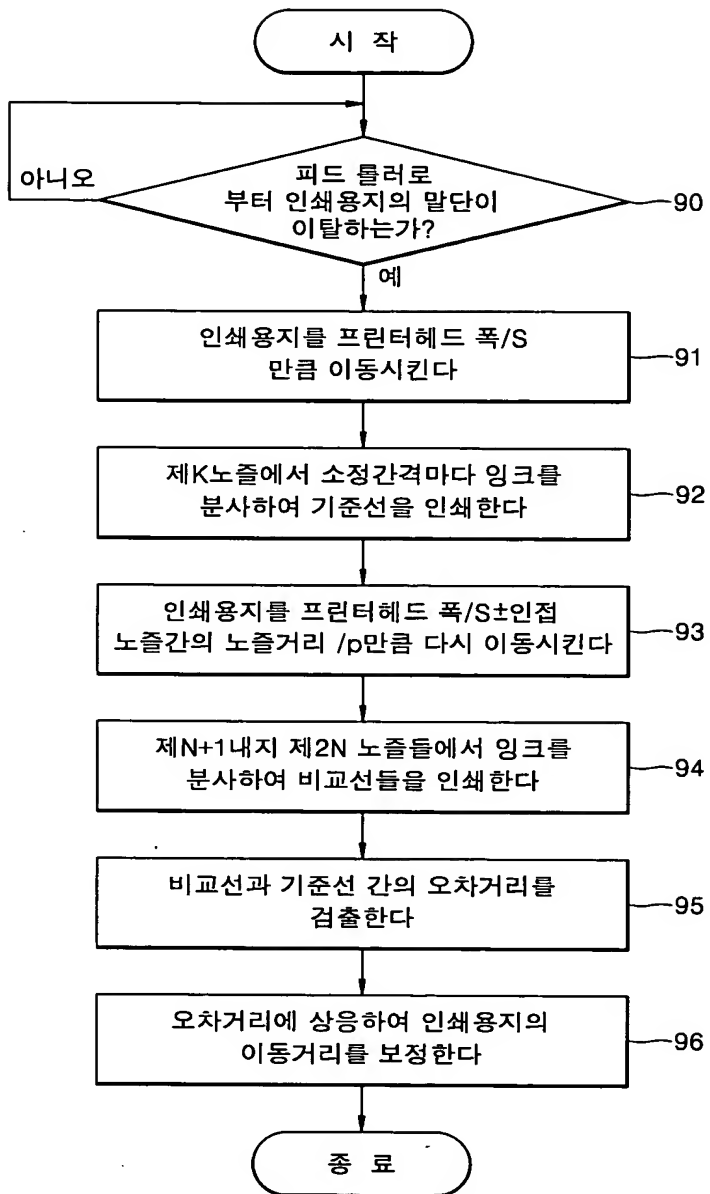 시 작
아니오
피드 롤러로
부터 인쇄용지의 말단이
이탈하는가?
90
예
인쇄용지를 프린터헤드 폭/S
만큼 이동시킨다
91
제K노즐에서 소정간격마다 잉크를
분사하여 기준선을 인쇄한다
92
인쇄용지를 프린터헤드 폭/S±인접
노즐간의 노즐거리 /p만큼 다시 이동시킨다
93
제N+1내지 제2N 노즐들에서 잉크를
분사하여 비교선들을 인쇄한다
94
비교선과 기준선 간의 오차거리를
검출한다
95
오차거리에 상응하여 인쇄용지의
이동거리를 보정한다
96
종 료